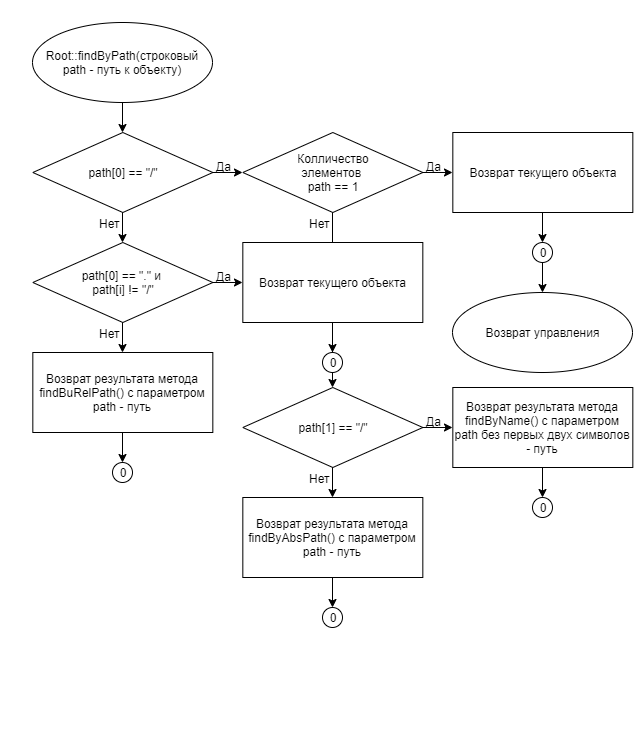 Root::findByPath(строковый
path - путь к объекту)
path[0] == "/"
Да
Колличество
элементов
path == 1
Да
Возврат текущего объекта
Нет
Нет
0
path[0] == "." и
path[i] != "/"
Да
Возврат текущего объекта
Возврат управления
Нет
0
Возврат результата метода
findBuRelPath() с параметром
path - путь
path[1] == "/"
Да
Возврат результата метода
findByName() с параметром
path без первых двух символов
- путь
0
Нет
0
Возврат результата метода
findByAbsPath() с параметром
path - путь
0